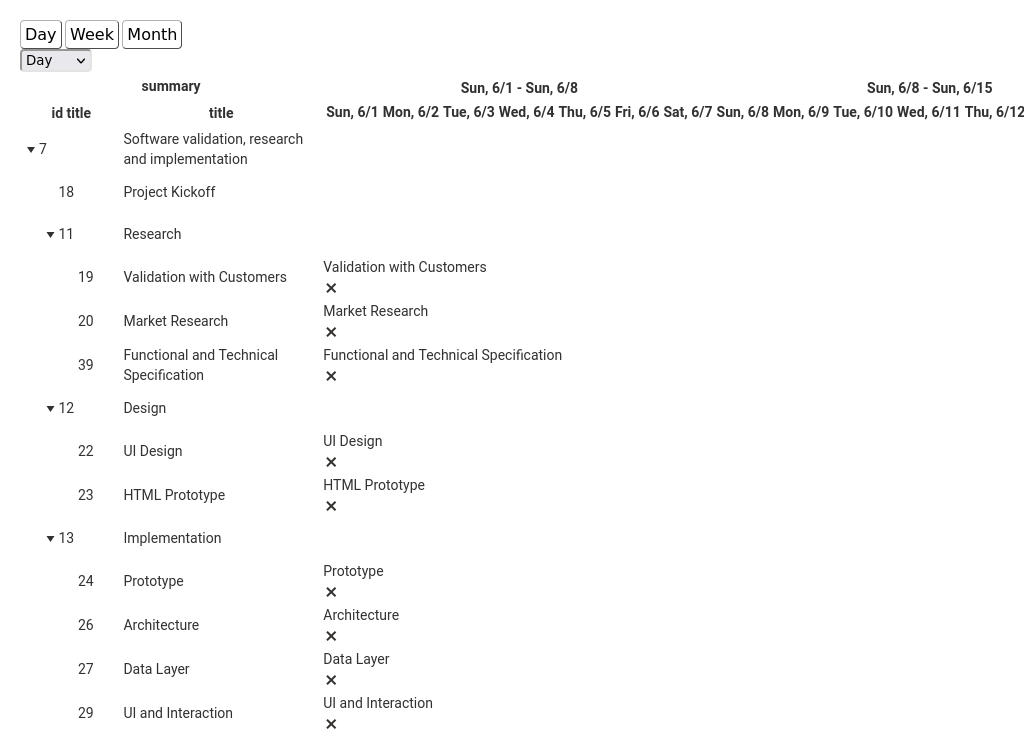 Day Week Month
Day
summary Sun, 6/1 - Sun, 6/8 Sun, 6/8 - Sun, 6/15
id title title Sun, 6/1 Mon, 6/2 Tue, 6/3 Wed, 6/4 Thu, 6/5 Fri, 6/6 Sat, 6/7 Sun, 6/8 Mon, 6/9 Tue, 6/10 Wed, 6/11 Thu, 6/12
7 Software validation, research
and implementation
18 Project Kickoff
11 Research
19 Validation with Customers Validation with Customers
20 Market Research Market Research
39 Functional and Technical Functional and Technical Specification
Specification
12 Design
22 UI Design UI Design
23 HTML Prototype HTML Prototype
13 Implementation
24 Prototype Prototype
26 Architecture Architecture
27 Data Layer Data Layer
29 UI and Interaction UI and Interaction